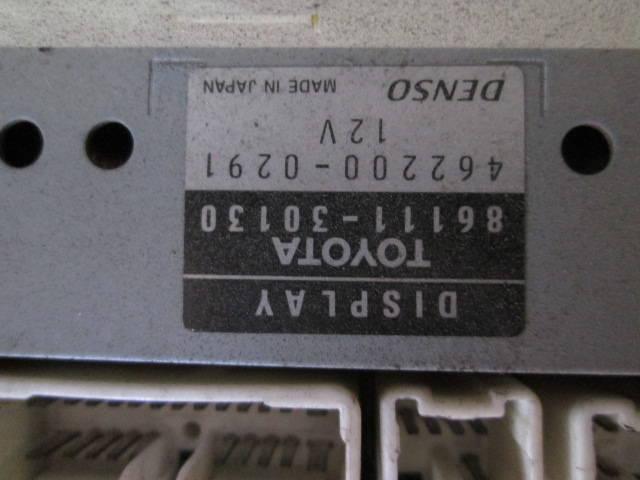 DISPLAY
TOYOTA
86111-30130
462200-0291
12V
DENSO MADE IN JAPAN